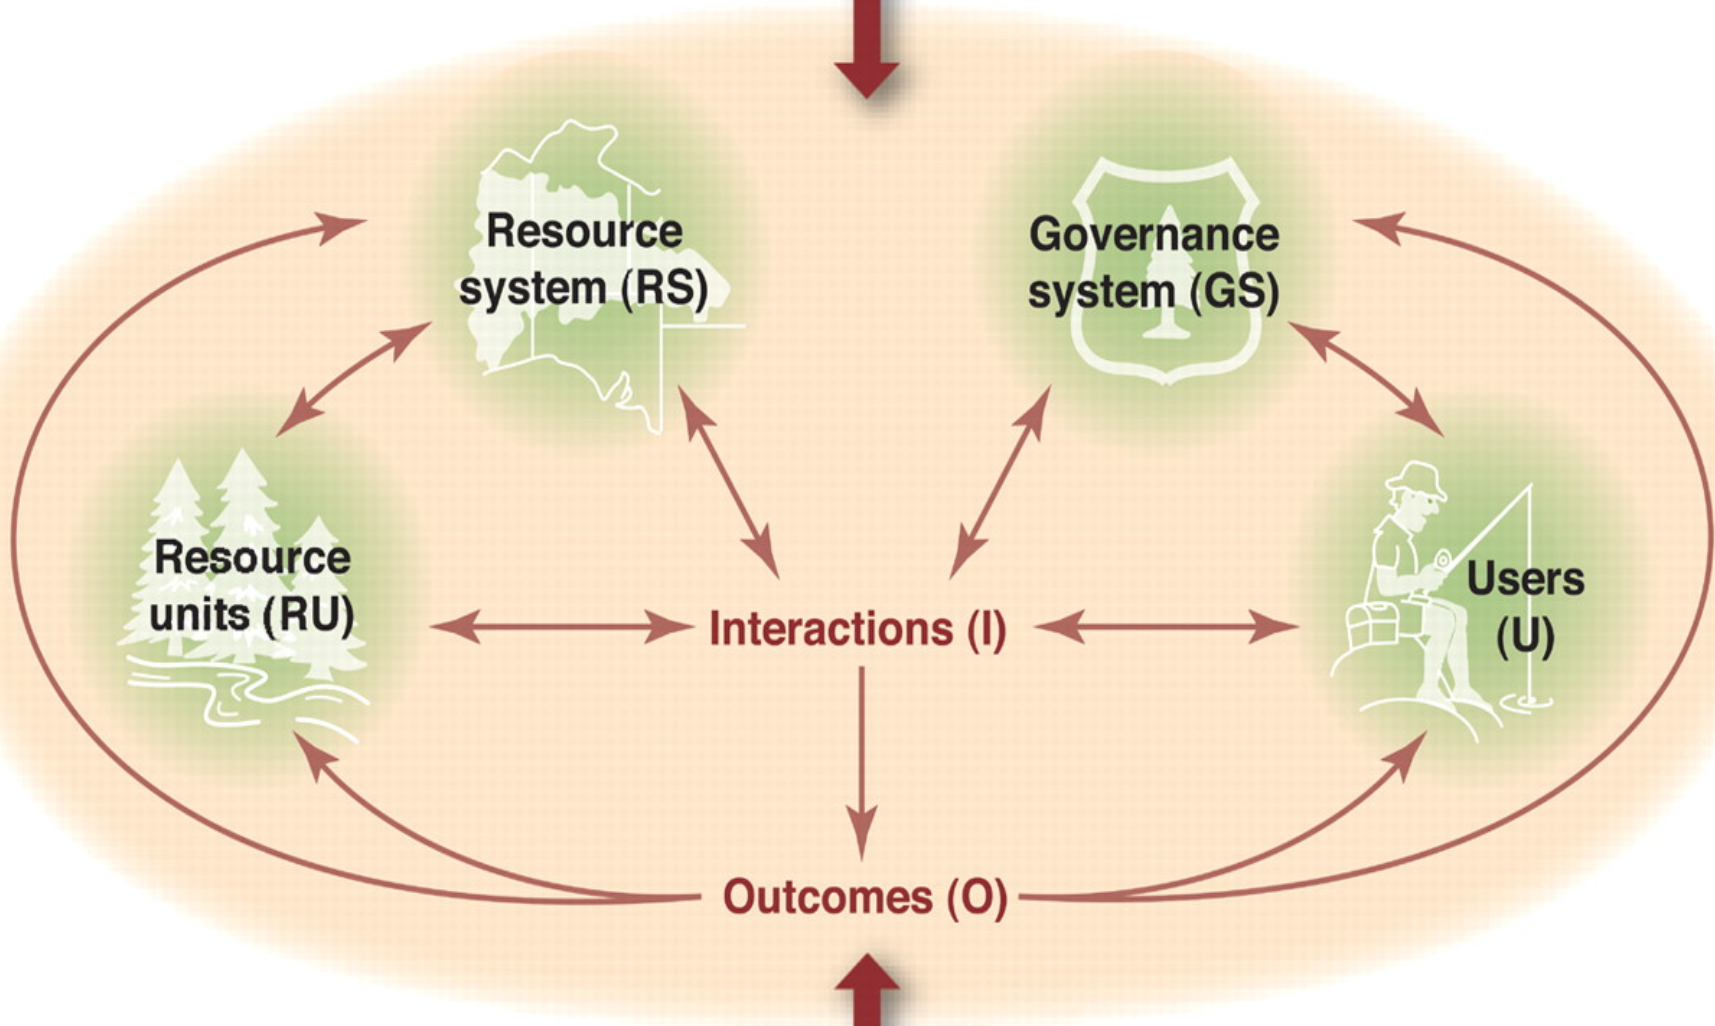 Resource
system (RS)
Governance
system (GS)
Resource
units (RU)
Interactions (I)
Users
(U)
Outcomes (O)